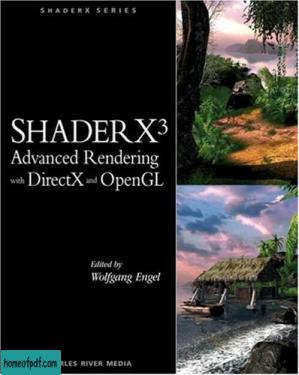 SHADERX SERIES
SHADERX3
Advanced Rendering
with DirectX and OpenGL
Edited by
Wolfgang Engel
RLES RIVER MEDIA
homeofpdf.com